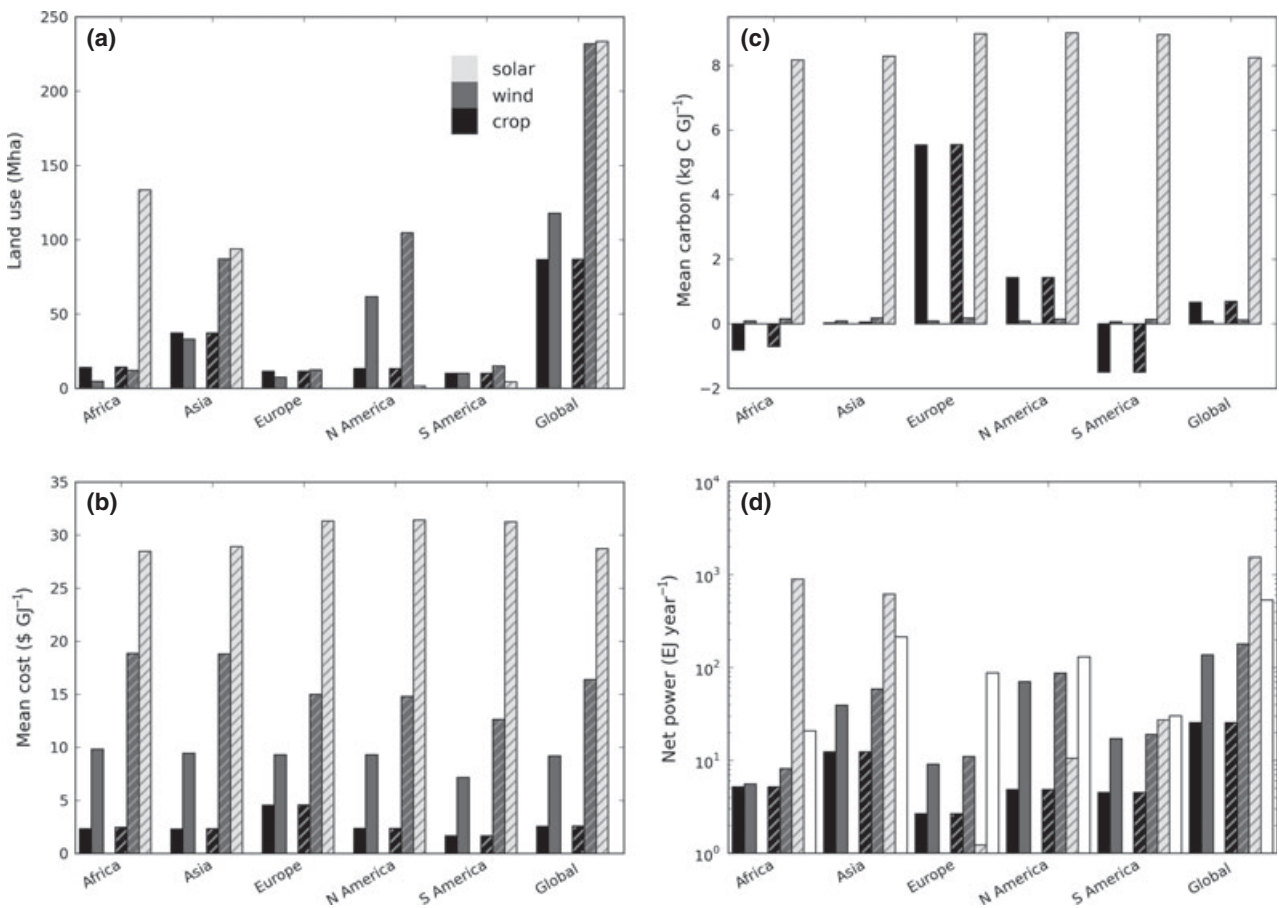 (a)
250
200
150
100
50
0
Land use (Mha)
solar
wind
crop
Africa
Asia
Europe
N America
S America
Global
(c)
8
6
4
2
0
−2
Mean carbon (kg C GJ⁻¹)
Africa
Asia
Europe
N America
S America
Global
(b)
35
30
25
20
15
10
5
0
Mean cost ($ GJ⁻¹)
Africa
Asia
Europe
N America
S America
Global
(d)
10⁴
10³
10²
10¹
10⁰
Net power (EJ year⁻¹)
Africa
Asia
Europe
N America
S America
Global